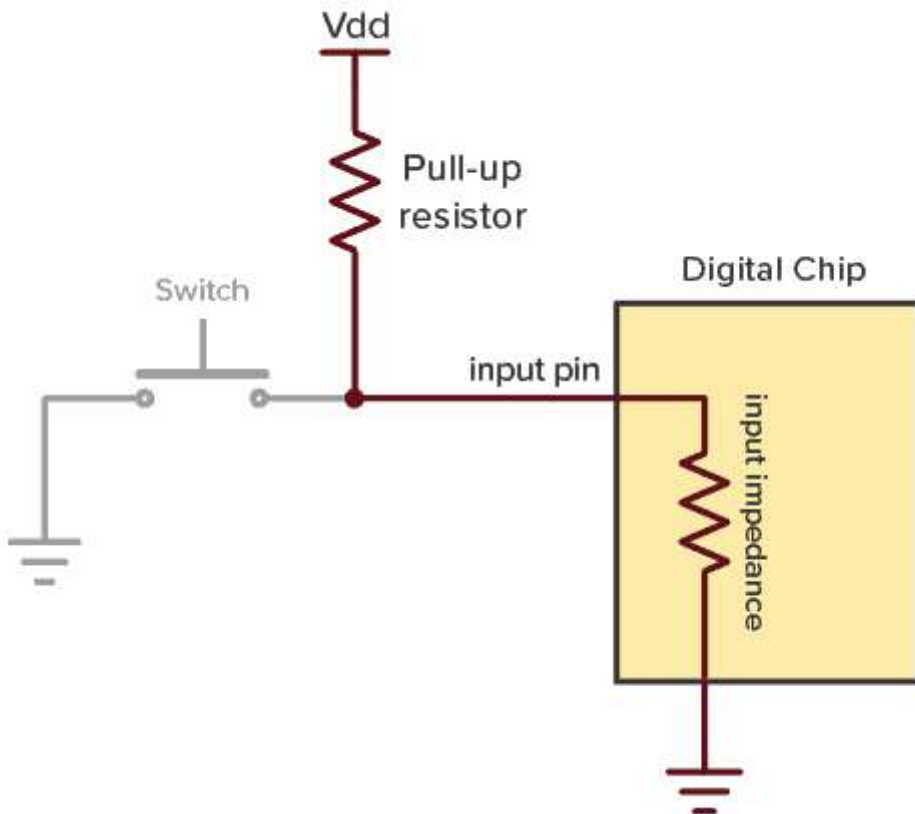 Vdd
Pull-up
resistor
Digital Chip
Switch
input pin
input impedance